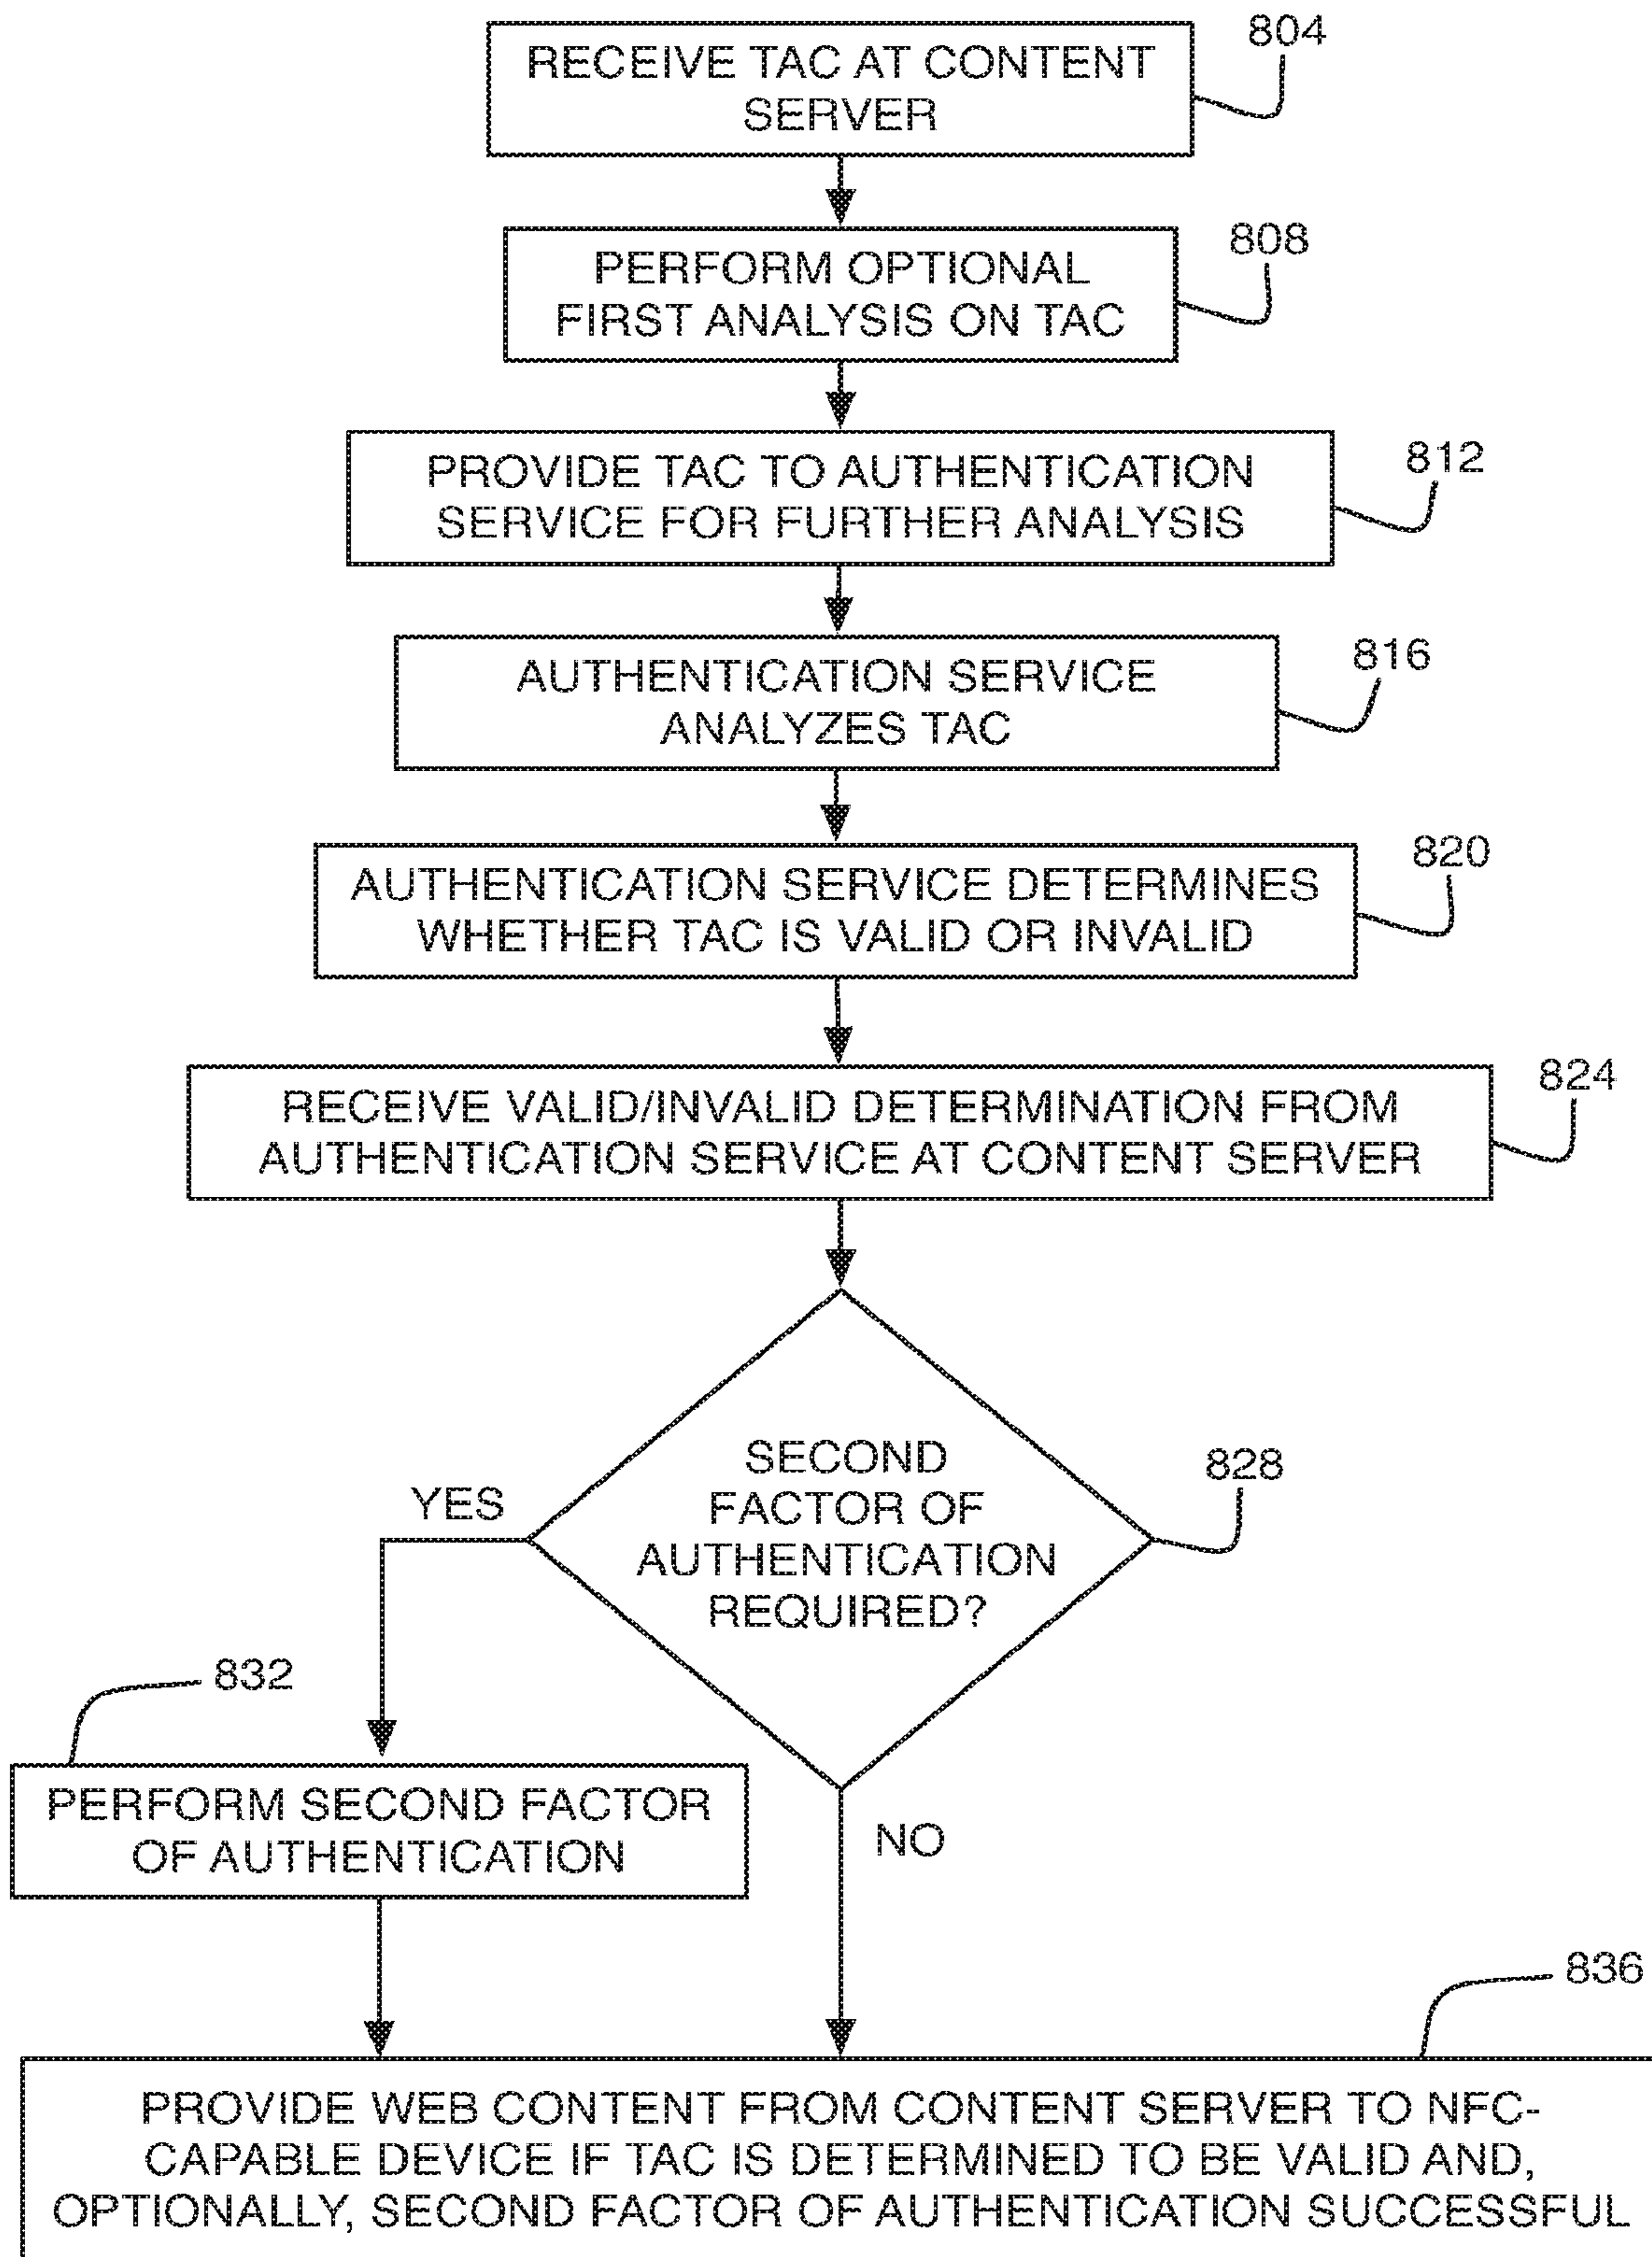 804
RECEIVE TAC AT CONTENT
SERVER
808
PERFORM OPTIONAL
FIRST ANALYSIS ON TAC
812
PROVIDE TAC TO AUTHENTICATION
SERVICE FOR FURTHER ANALYSIS
816
AUTHENTICATION SERVICE
ANALYZES TAC
820
AUTHENTICATION SERVICE DETERMINES
WHETHER TAC IS VALID OR INVALID
824
RECEIVE VALID/INVALID DETERMINATION FROM
AUTHENTICATION SERVICE AT CONTENT SERVER
828
SECOND
FACTOR OF
AUTHENTICATION
REQUIRED?
YES
832
PERFORM SECOND FACTOR
OF AUTHENTICATION
NO
836
PROVIDE WEB CONTENT FROM CONTENT SERVER TO NFC-
CAPABLE DEVICE IF TAC IS DETERMINED TO BE VALID AND,
OPTIONALLY, SECOND FACTOR OF AUTHENTICATION SUCCESSFUL